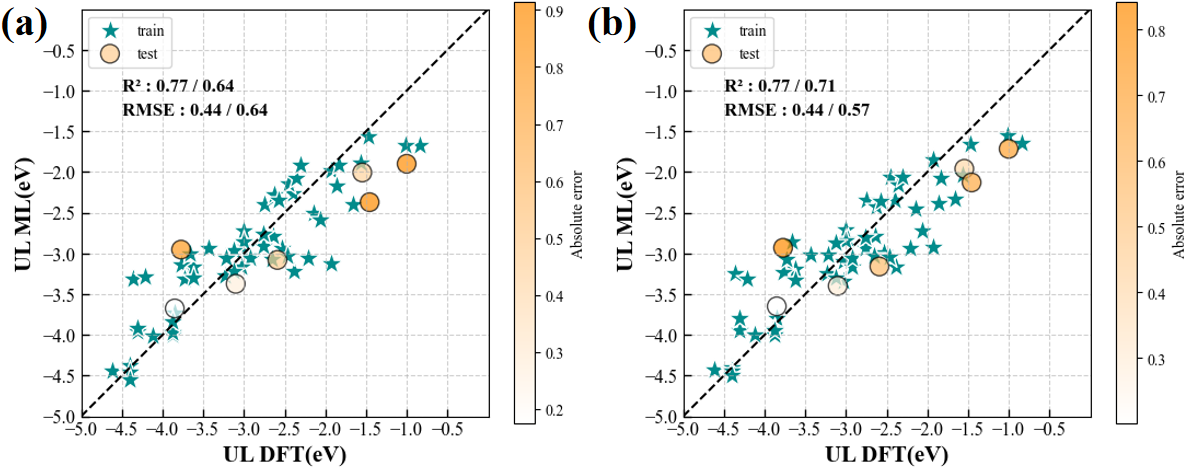 (a)
train
test
R² : 0.77 / 0.64
RMSE : 0.44 / 0.64
−0.5
−1.0
−1.5
−2.0
−2.5
−3.0
−3.5
−4.0
−4.5
−5.0
UL ML(eV)
−5.0 −4.5 −4.0 −3.5 −3.0 −2.5 −2.0 −1.5 −1.0 −0.5
UL DFT(eV)
0.9
0.8
0.7
0.6
0.5
0.4
0.3
0.2
Absolute error
(b)
train
test
R² : 0.77 / 0.71
RMSE : 0.44 / 0.57
−0.5
−1.0
−1.5
−2.0
−2.5
−3.0
−3.5
−4.0
−4.5
−5.0
UL ML(eV)
−5.0 −4.5 −4.0 −3.5 −3.0 −2.5 −2.0 −1.5 −1.0 −0.5
UL DFT(eV)
0.8
0.7
0.6
0.5
0.4
0.3
Absolute error